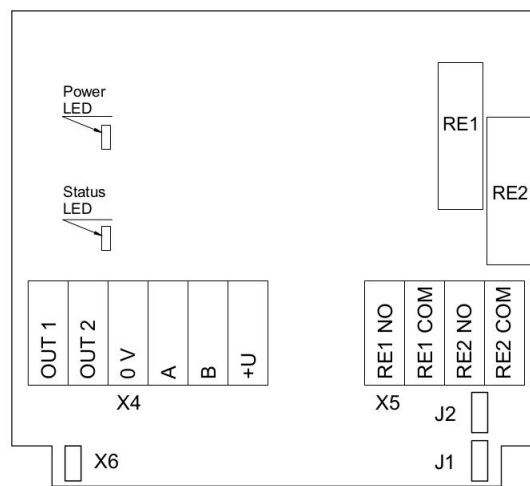 Power
LED
RE1
RE2
Status
LED
OUT 1
OUT 2
0 V
A
B
+U
RE1 NO
RE1 COM
RE2 NO
RE2 COM
X4
X5
J2
X6
J1